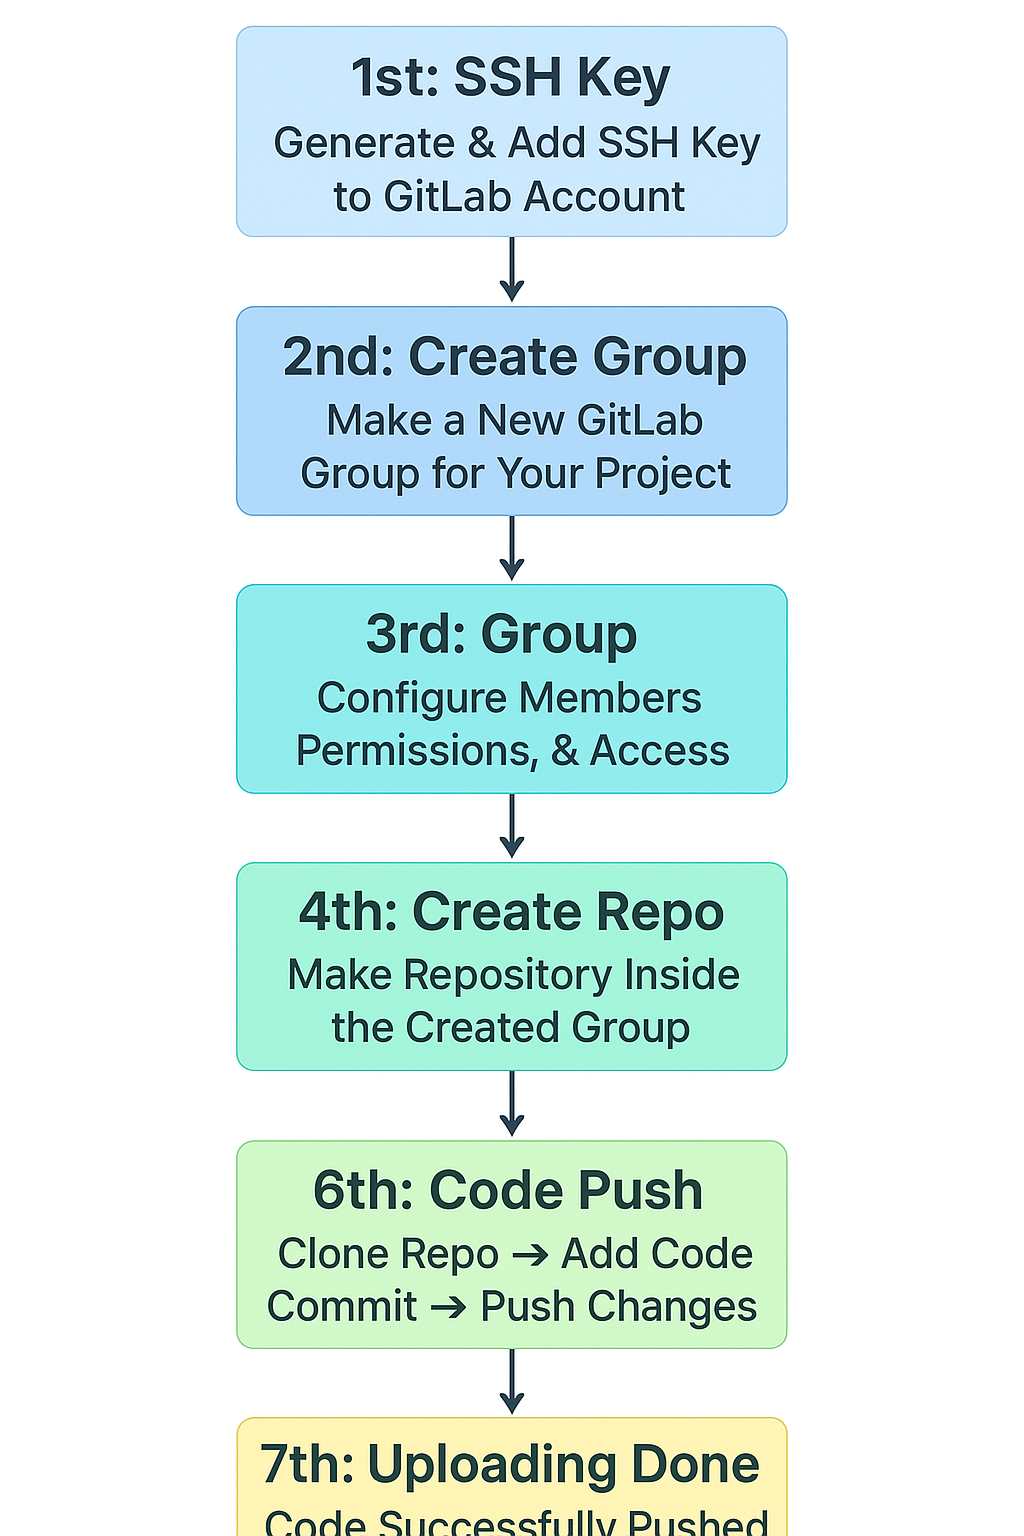 1st: SSH Key
Generate & Add SSH Key
to GitLab Account
2nd: Create Group
Make a New GitLab
Group for Your Project
3rd: Group
Configure Members
Permissions, & Access
4th: Create Repo
Make Repository Inside
the Created Group
6th: Code Push
Clone Repo → Add Code
Commit → Push Changes
7th: Uploading Done
Code Successfully Pushed